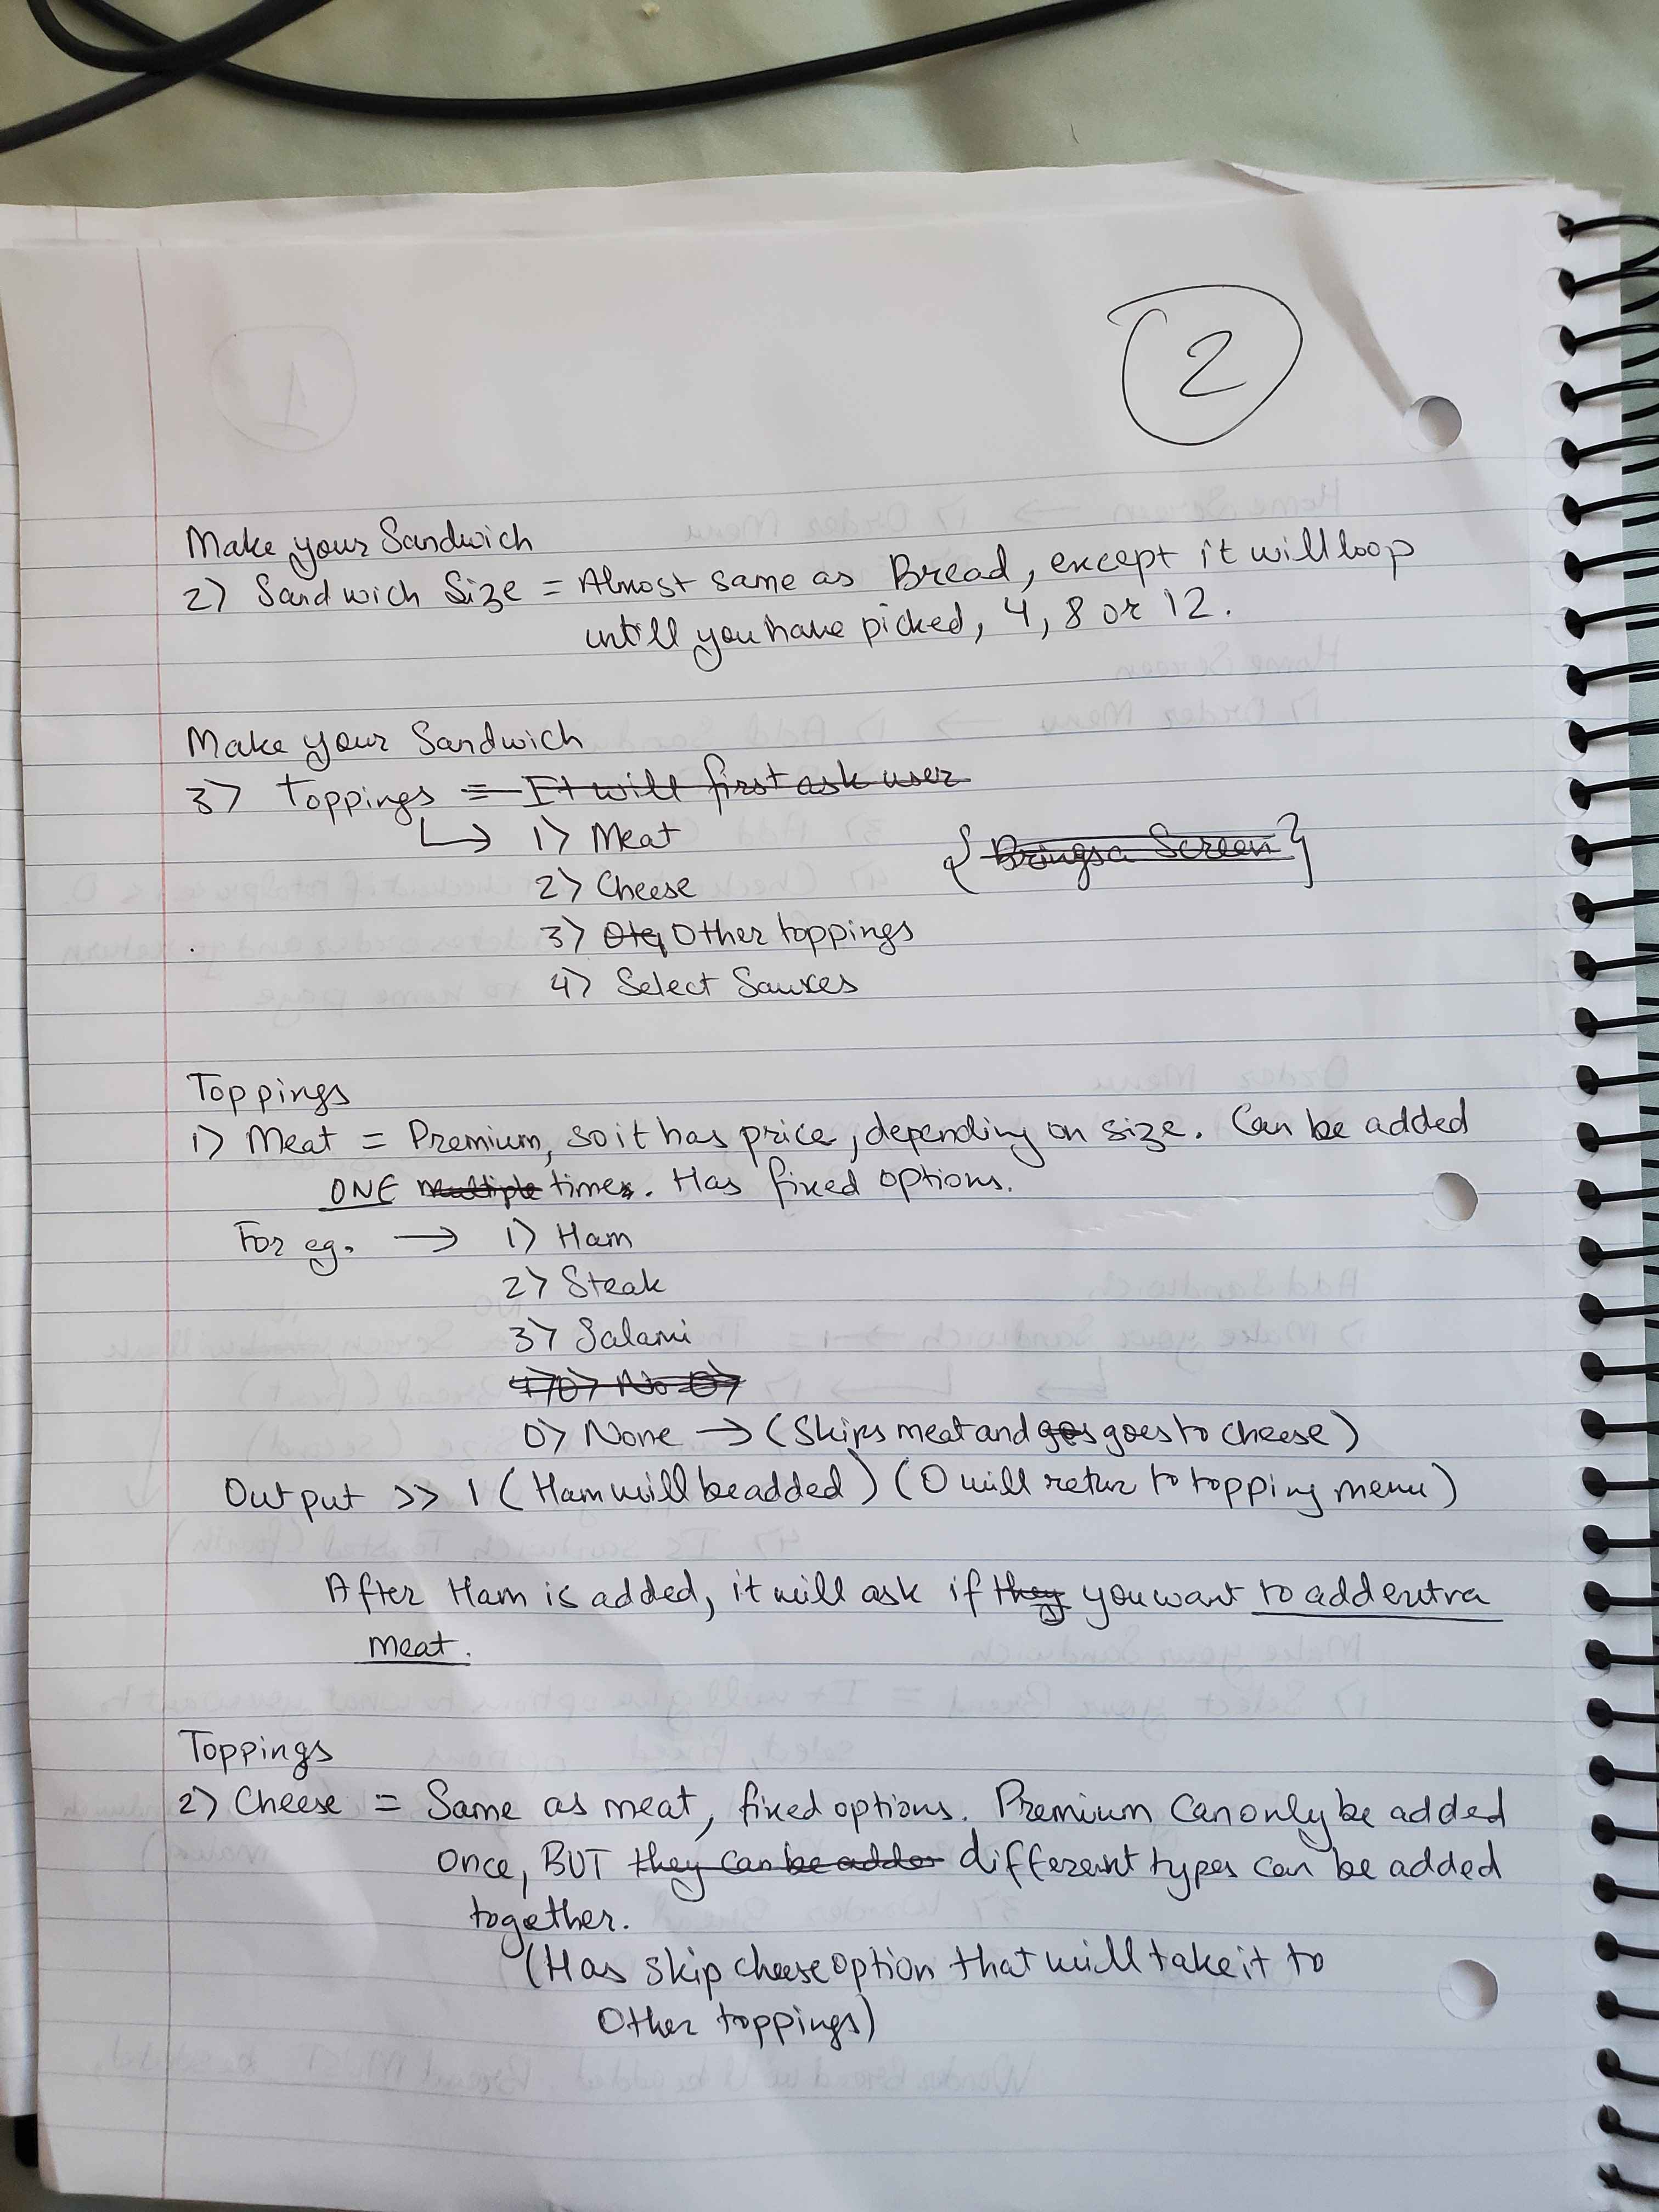 2
Make your Sandwich
2) Sandwich Size = Almost same as Bread, except it will loop
untill you have picked, 4, 8 or 12.
Make your Sandwich
3) Toppings = It will first ask user
↳ 1) Meat
{ Brings a Screen }
2) Cheese
3) Othe Other toppings
4) Select Sauces
Toppings
1) Meat = Premium, so it has price, depending on size. Can be added
ONE multiple times. Has fixed options.
For eg. → 1) Ham
2) Steak
3) Salami
0) None → (Skips meat and goes goes to cheese)
Output >> 1 (Ham will be added) (0 will return to topping menu)
After Ham is added, it will ask if they you want to add extra
meat.
Toppings
2) Cheese = Same as meat, fixed options. Premium Can only be added
once, BUT they can be added different types can be added
together.
(Has skip cheese option that will take it to
Other toppings)